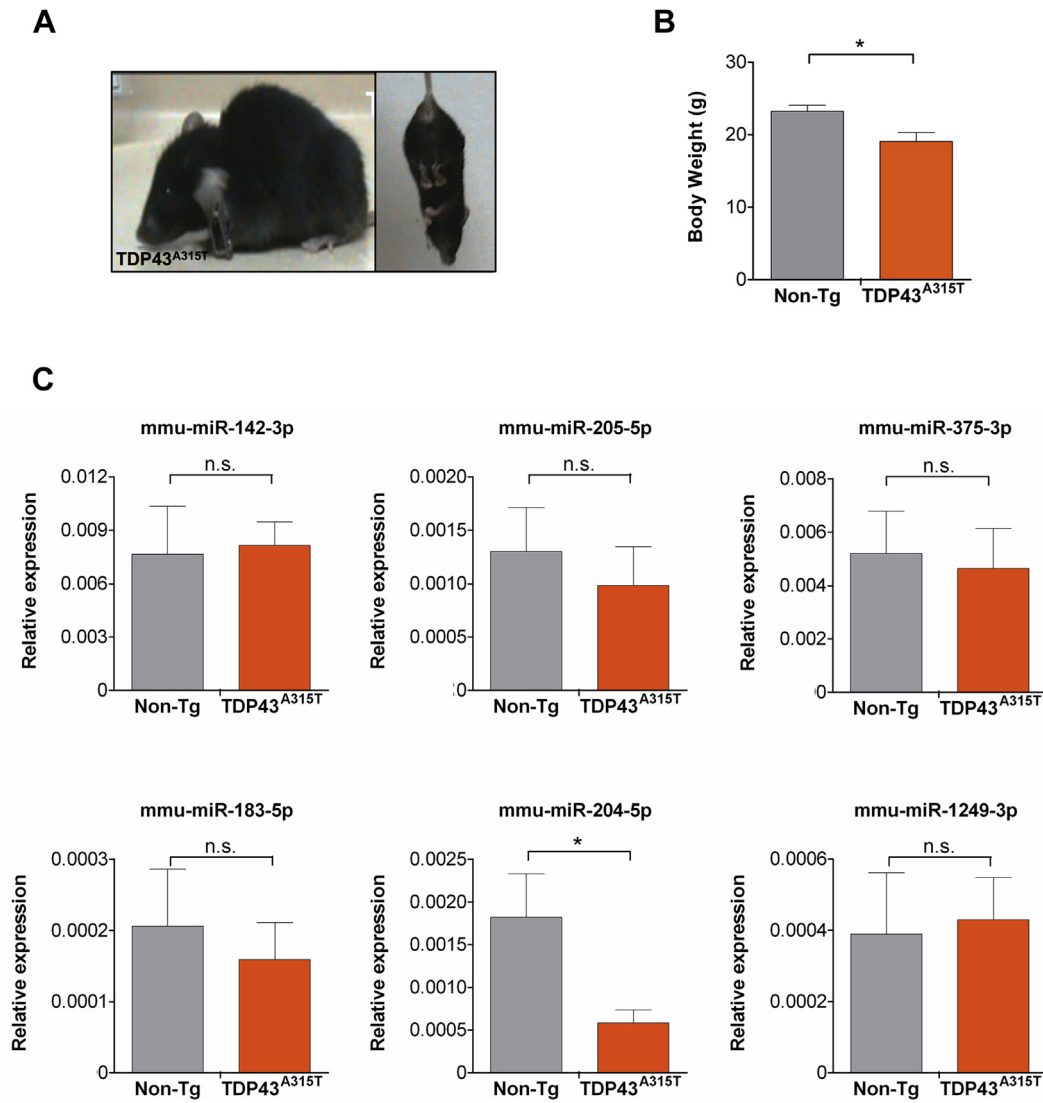 A
B
TDP43A315T
*
30
20
10
0
Body Weight (g)
Non-Tg TDP43A315T
C
mmu-miR-142-3p
n.s.
0.012
0.009
0.006
0.003
0
Relative expression
Non-Tg TDP43A315T
mmu-miR-205-5p
n.s.
0.0020
0.0015
0.0010
0.0005
0
Relative expression
Non-Tg TDP43A315T
mmu-miR-375-3p
n.s.
0.008
0.006
0.004
0.002
0
Relative expression
Non-Tg TDP43A315T
mmu-miR-183-5p
n.s.
0.0003
0.0002
0.0001
0
Relative expression
Non-Tg TDP43A315T
mmu-miR-204-5p
*
0.0025
0.0020
0.0015
0.0010
0.0005
0
Relative expression
Non-Tg TDP43A315T
mmu-miR-1249-3p
n.s.
0.0006
0.0004
0.0002
0
Relative expression
Non-Tg TDP43A315T